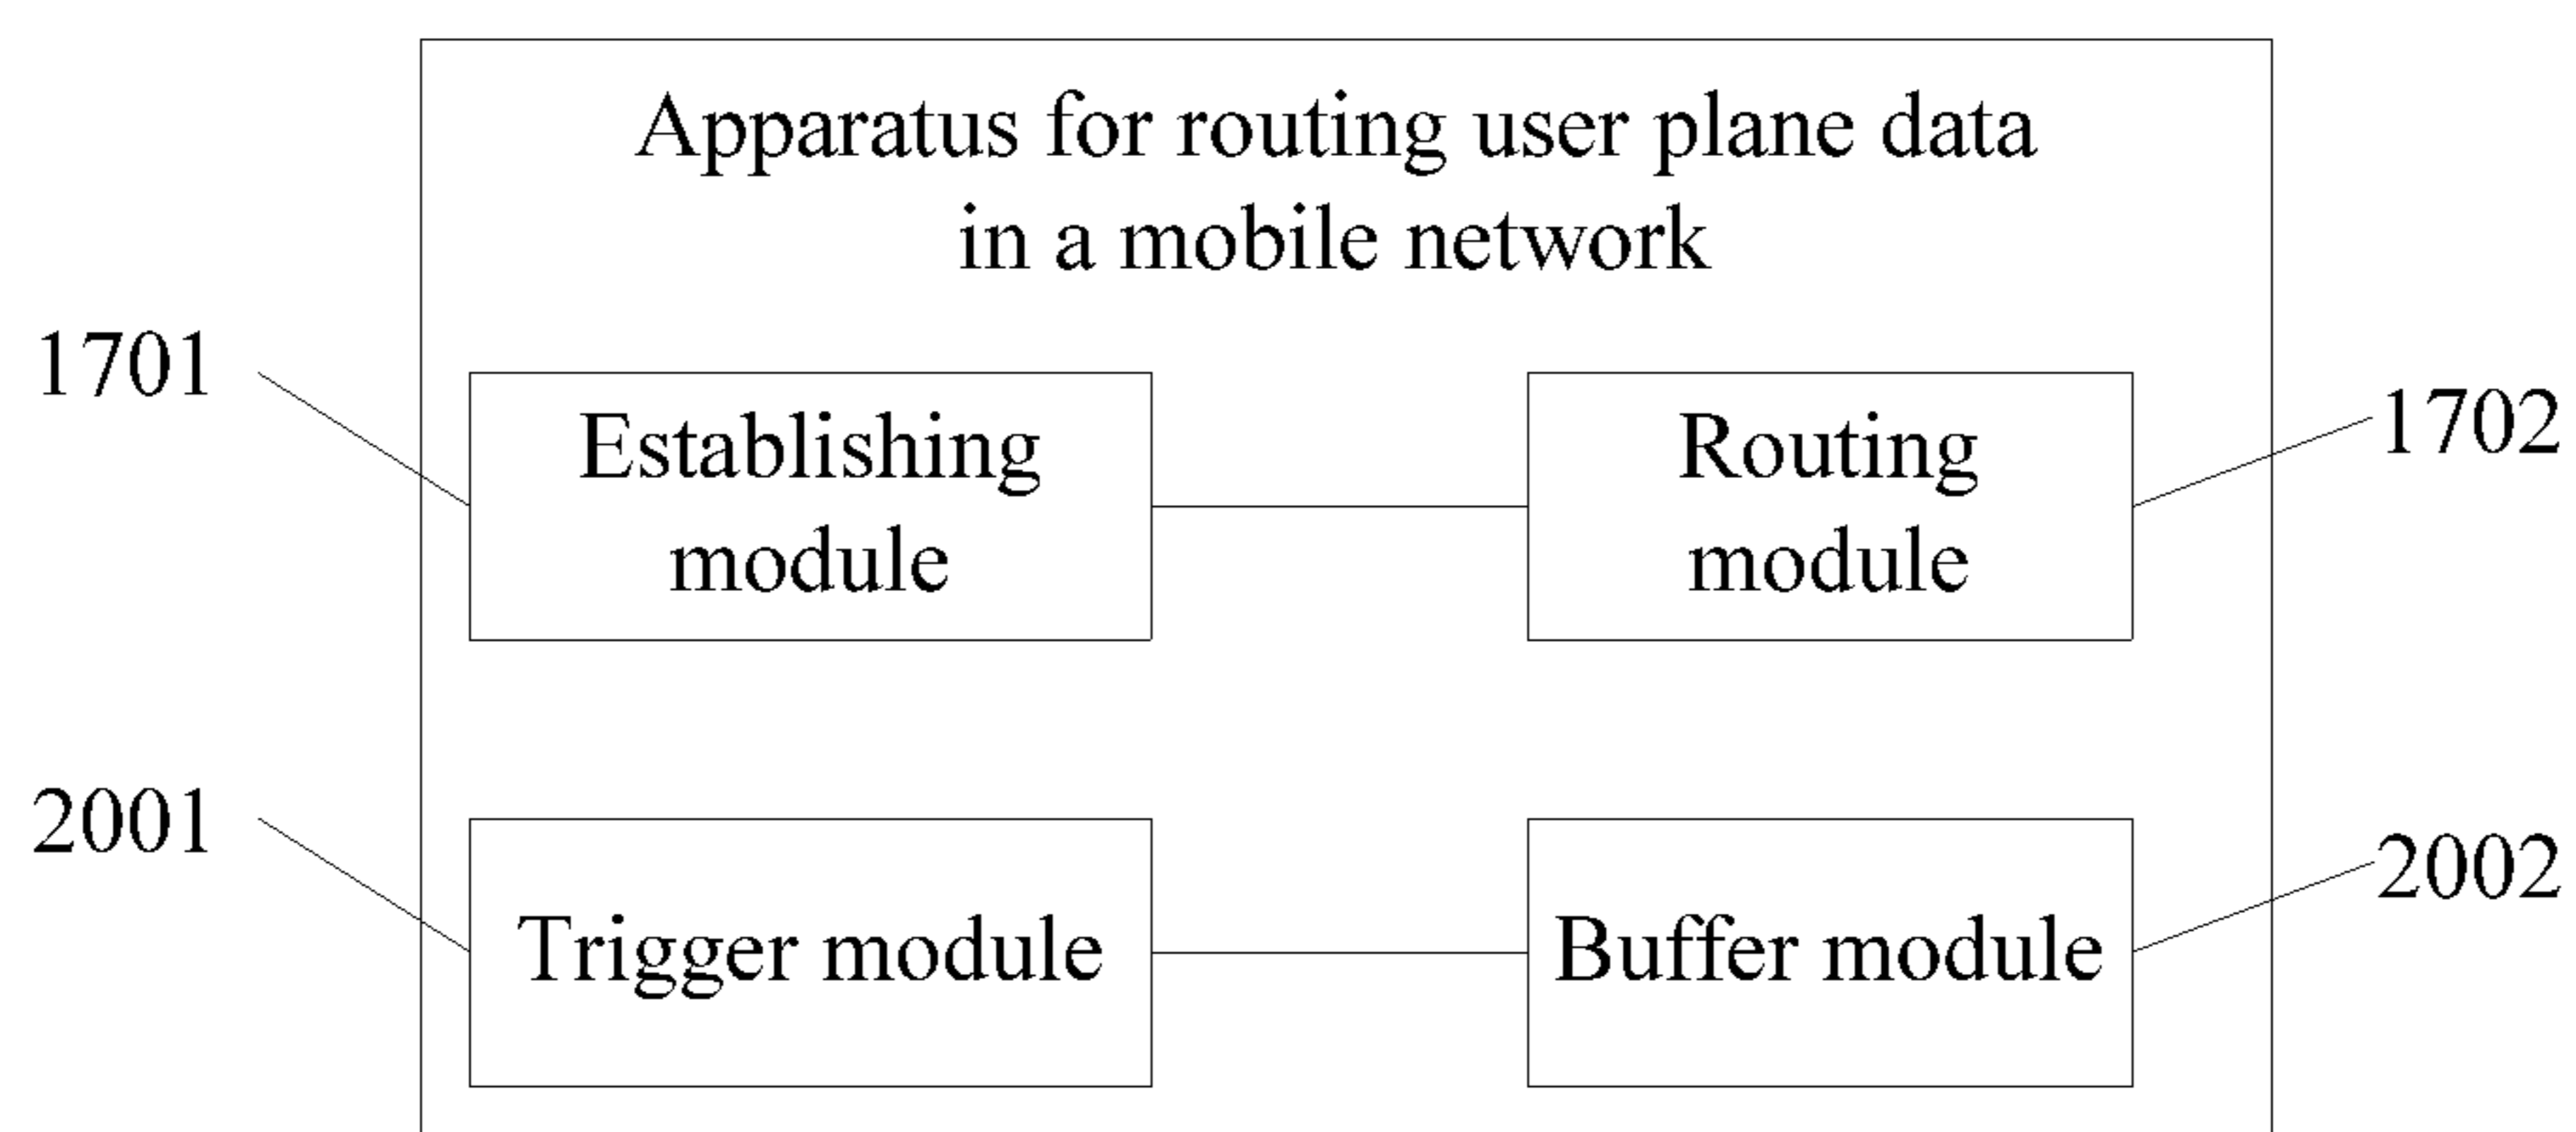 Apparatus for routing user plane data
in a mobile network
1701
Establishing
module
Routing
module
1702
2001
Trigger module
Buffer module
2002